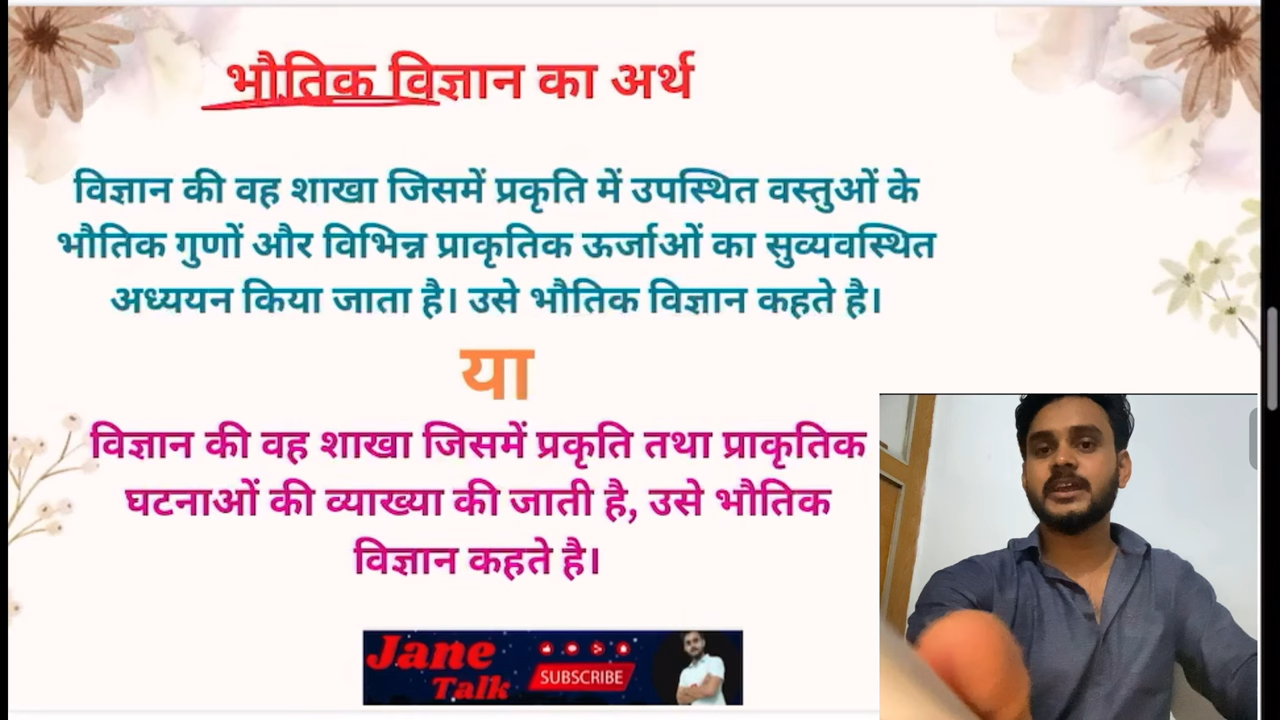 भौतिक विज्ञान का अर्थ
विज्ञान की वह शाखा जिसमें प्रकृति में उपस्थित वस्तुओं के
भौतिक गुणों और विभिन्न प्राकृतिक ऊर्जाओं का सुव्यवस्थित
अध्ययन किया जाता है। उसे भौतिक विज्ञान कहते है।
या
विज्ञान की वह शाखा जिसमें प्रकृति तथा प्राकृतिक
घटनाओं की व्याख्या की जाती है, उसे भौतिक
विज्ञान कहते है।
Jane
Talk
SUBSCRIBE